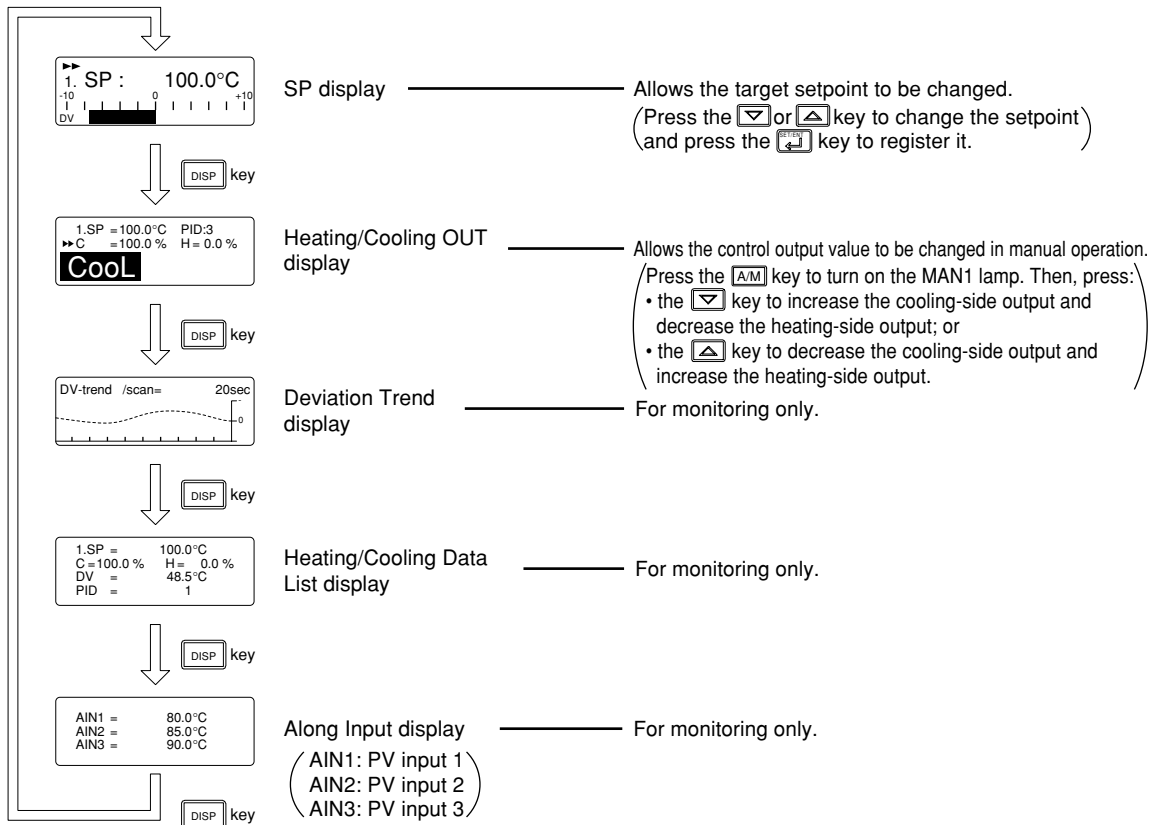 1. SP : 100.0°C
-10 0 +10
DV
SP display
Allows the target setpoint to be changed.
Press the ▽ or △ key to change the setpoint
and press the SET/ENT key to register it.
DISP key
1.SP =100.0°C PID:3
C =100.0 % H = 0.0 %
CooL
Heating/Cooling OUT
display
Allows the control output value to be changed in manual operation.
Press the A/M key to turn on the MAN1 lamp. Then, press:
• the ▽ key to increase the cooling-side output and
decrease the heating-side output; or
• the △ key to decrease the cooling-side output and
increase the heating-side output.
DISP key
DV-trend /scan= 20sec
0
Deviation Trend
display
For monitoring only.
DISP key
1.SP = 100.0°C
C =100.0 % H = 0.0 %
DV = 48.5°C
PID = 1
Heating/Cooling Data
List display
For monitoring only.
DISP key
AIN1 = 80.0°C
AIN2 = 85.0°C
AIN3 = 90.0°C
Along Input display
AIN1: PV input 1
AIN2: PV input 2
AIN3: PV input 3
For monitoring only.
DISP key